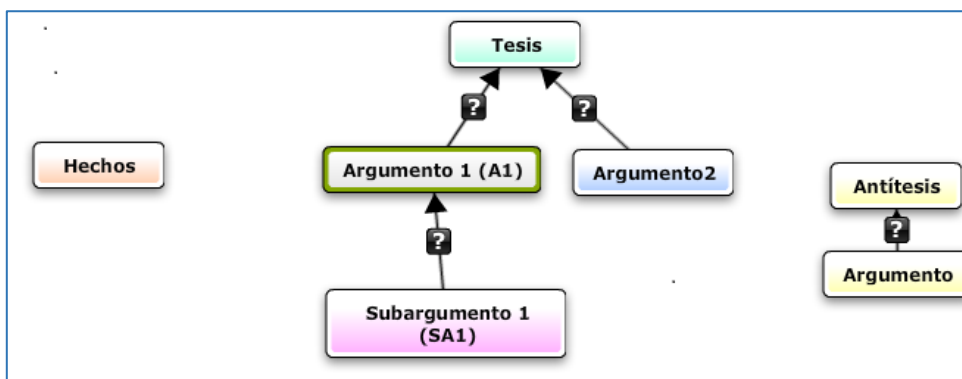 Tesis
?
?
Hechos
Argumento 1 (A1)
Argumento2
Antítesis
?
?
Argumento
Subargumento 1
(SA1)